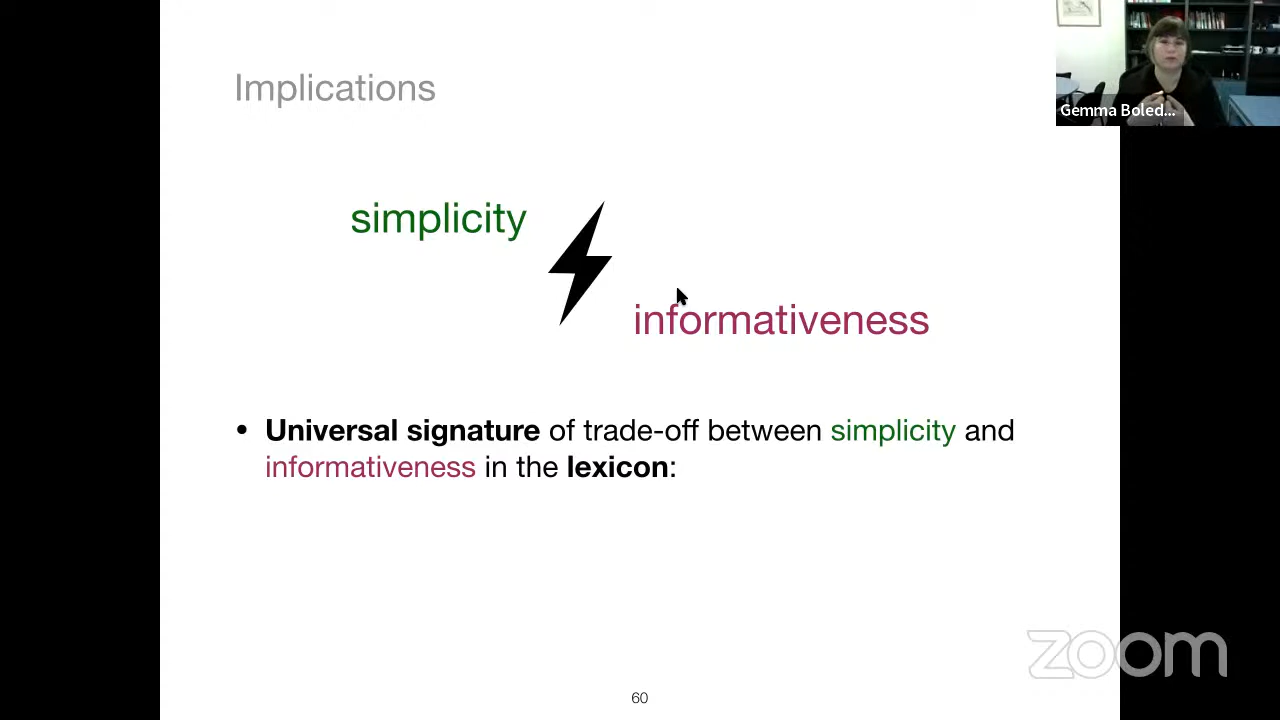 Implications
Gemma Boled...
simplicity
informativeness
• Universal signature of trade-off between simplicity and
informativeness in the lexicon:
zoom
60